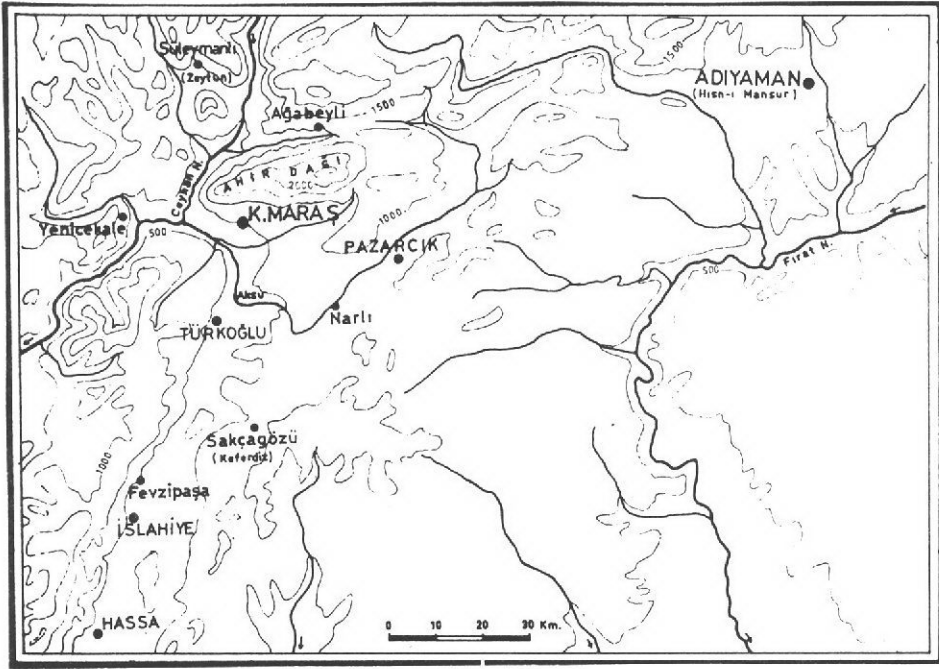 Süleymanlı
(Zeytun)
1500
ADIYAMAN
(Hısn-ı Mansur)
Ağabeyli
1500
AHIR DAĞI
2000
Ceyhan N.
K.MARAŞ
1000
Yenicekale
500
PAZARCIK
500
Fırat N.
Aksu
Narlı
TÜRKOĞLU
Sakçagözü
(Keferdiz)
1000
Fevzipaşa
İSLAHİYE
HASSA
0 10 20 30 Km.